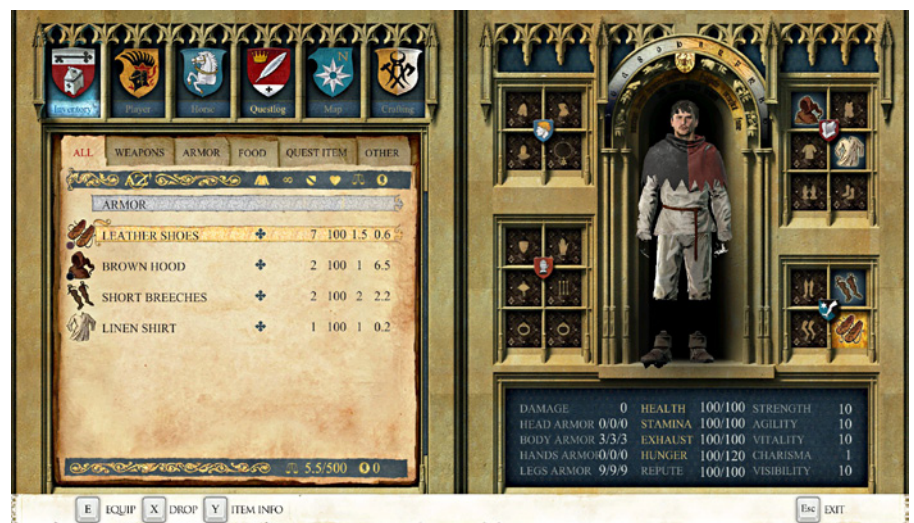 Inventory Player Horse Questlog Map Crafting
ALL WEAPONS ARMOR FOOD QUEST ITEM OTHER
A-Z
ARMOR
LEATHER SHOES 7 100 1.5 0.6
BROWN HOOD 2 100 1 6.5
SHORT BREECHES 2 100 2 2.2
LINEN SHIRT 1 100 1 0.2
5.5/500 0
N
DAMAGE 0 HEALTH 100/100 STRENGTH 10
HEAD ARMOR 0/0/0 STAMINA 100/100 AGILITY 10
BODY ARMOR 3/3/3 EXHAUST 100/100 VITALITY 10
HANDS ARMOR 0/0/0 HUNGER 100/120 CHARISMA 1
LEGS ARMOR 9/9/9 REPUTE 100/100 VISIBILITY 10
E EQUIP X DROP Y ITEM INFO Esc EXIT